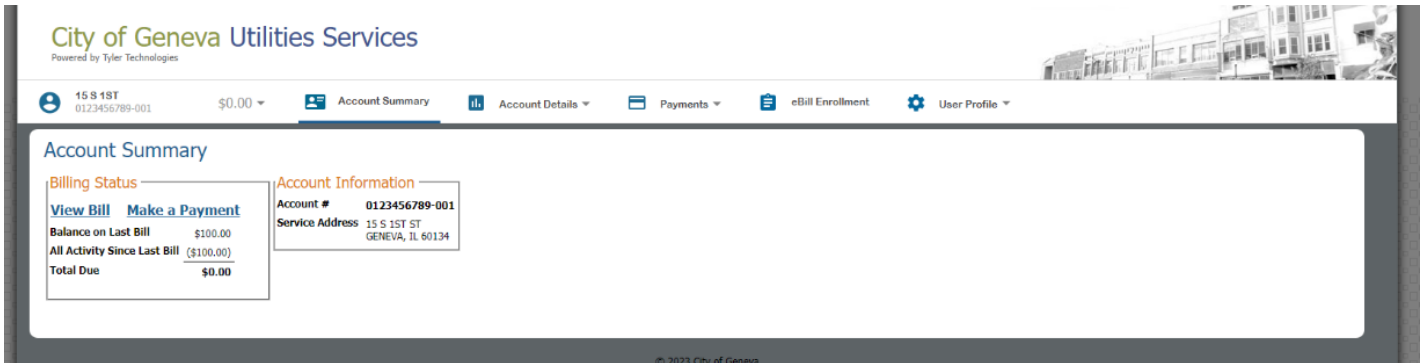 City of Geneva Utilities Services
Powered by Tyler Technologies
15 S 1ST
0123456789-001
$0.00
Account Summary
Account Details
Payments
eBill Enrollment
User Profile
Account Summary
Billing Status
View Bill Make a Payment
Balance on Last Bill $100.00
All Activity Since Last Bill ($100.00)
Total Due $0.00
Account Information
Account # 0123456789-001
Service Address 15 S 1ST ST
GENEVA, IL 60134
© 2023 City of Geneva